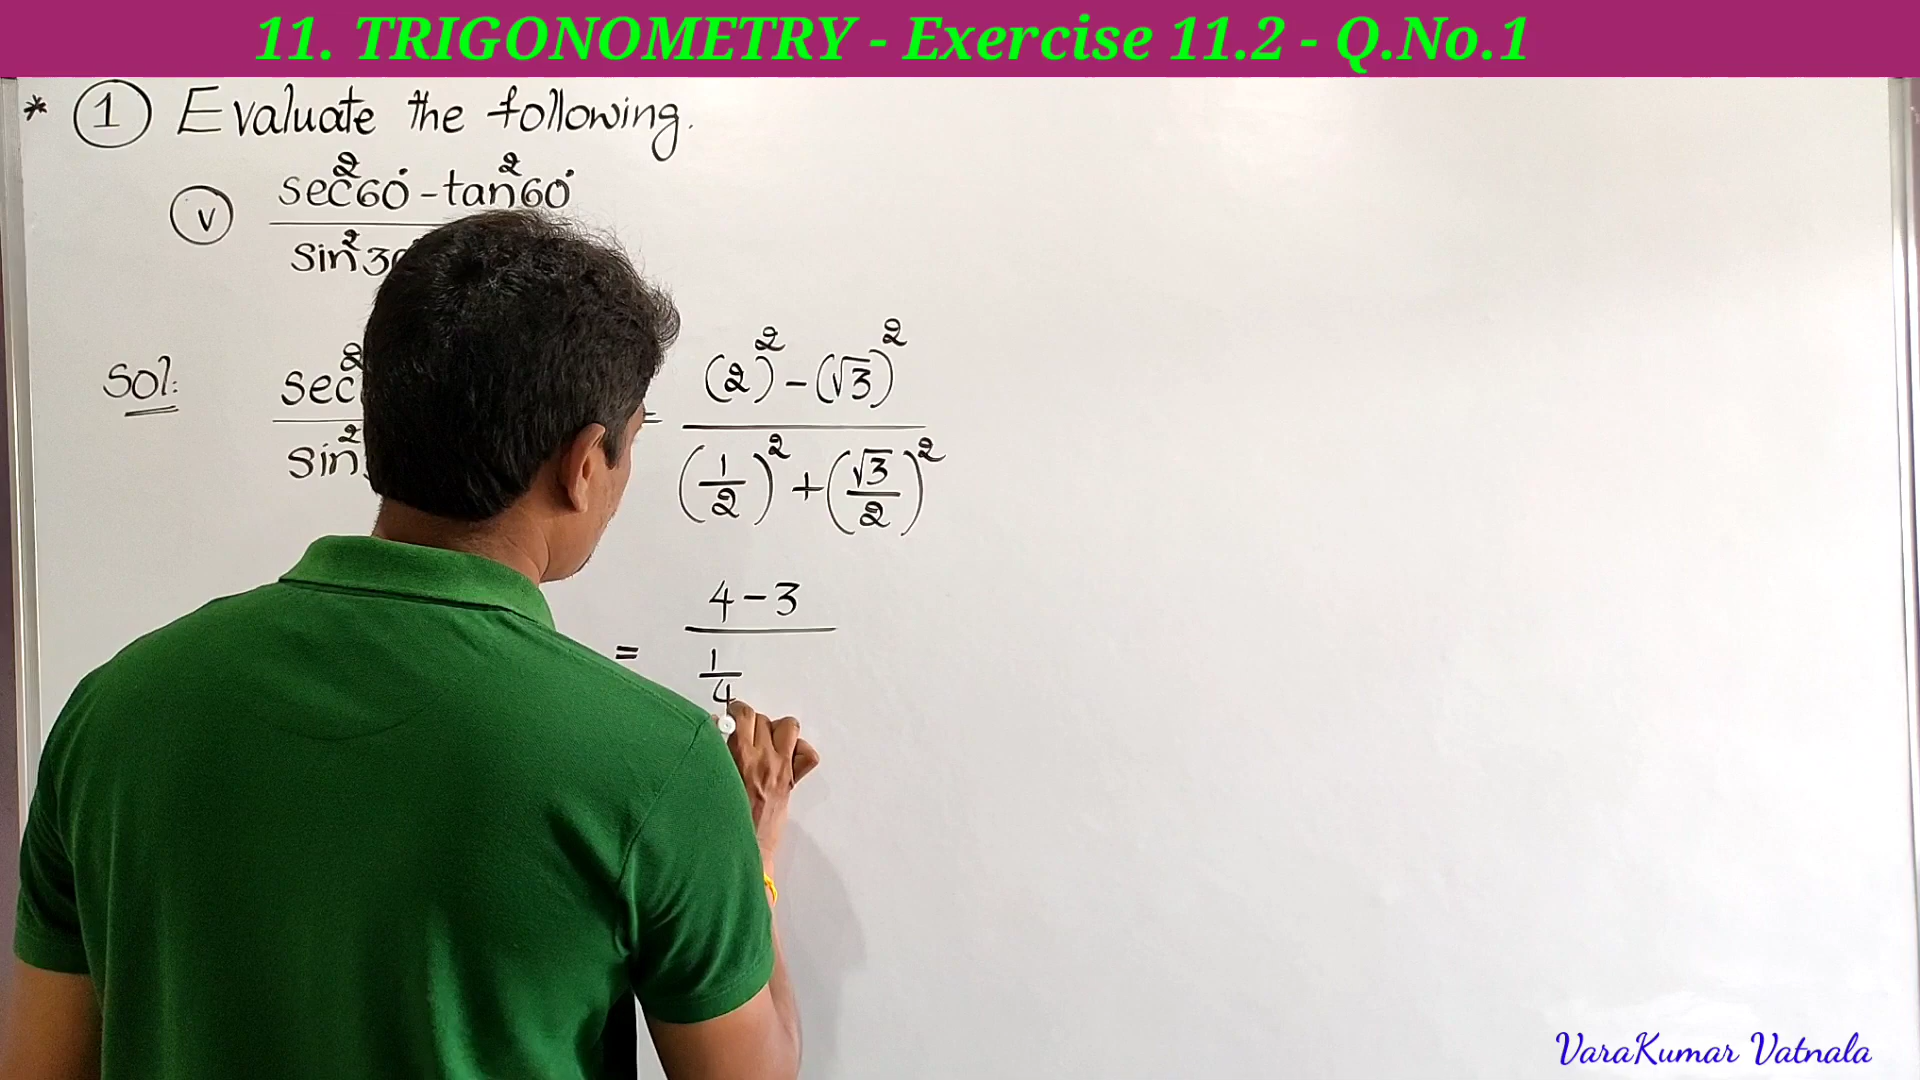 11. TRIGONOMETRY - Exercise 11.2 - Q.No.1
* 1 Evaluate the following.
v sec²60° - tan²60°
sin²30
Sol: sec² = (2)² - (√3)²
sin² (1/2)² + (√3/2)²
= 4 - 3
1/4
VaraKumar Vatnala